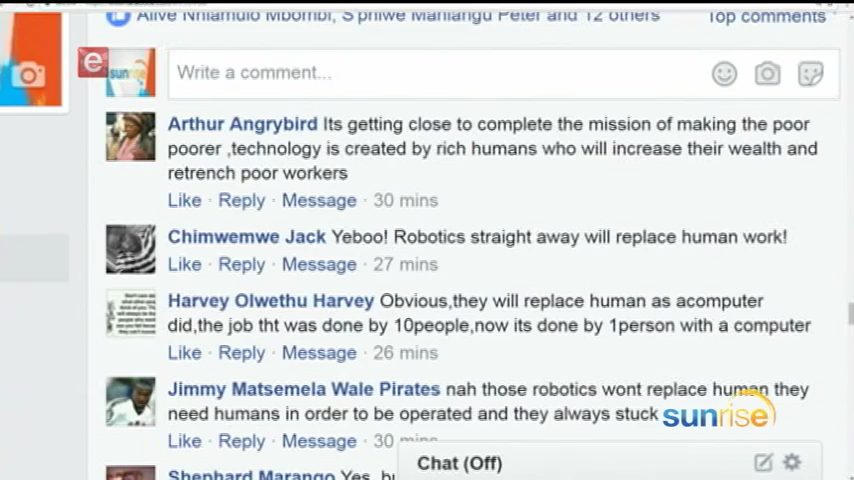 Alive Nhlamulo Mbombi, S'phiwe Mahlangu Peter and 12 others Top comments
e
sunrise
Write a comment...
Arthur Angrybird Its getting close to complete the mission of making the poor
poorer ,technology is created by rich humans who will increase their wealth and
retrench poor workers
Like · Reply · Message · 30 mins
Chimwemwe Jack Yeboo! Robotics straight away will replace human work!
Like · Reply · Message · 27 mins
Harvey Olwethu Harvey Obvious,they will replace human as acomputer
did,the job tht was done by 10people,now its done by 1person with a computer
Like · Reply · Message · 26 mins
Jimmy Matsemela Wale Pirates nah those robotics wont replace human they
need humans in order to be operated and they always stuck
sunrise
Like · Reply · Message · 30 mins
Shephard Marango Yes,
Chat (Off)